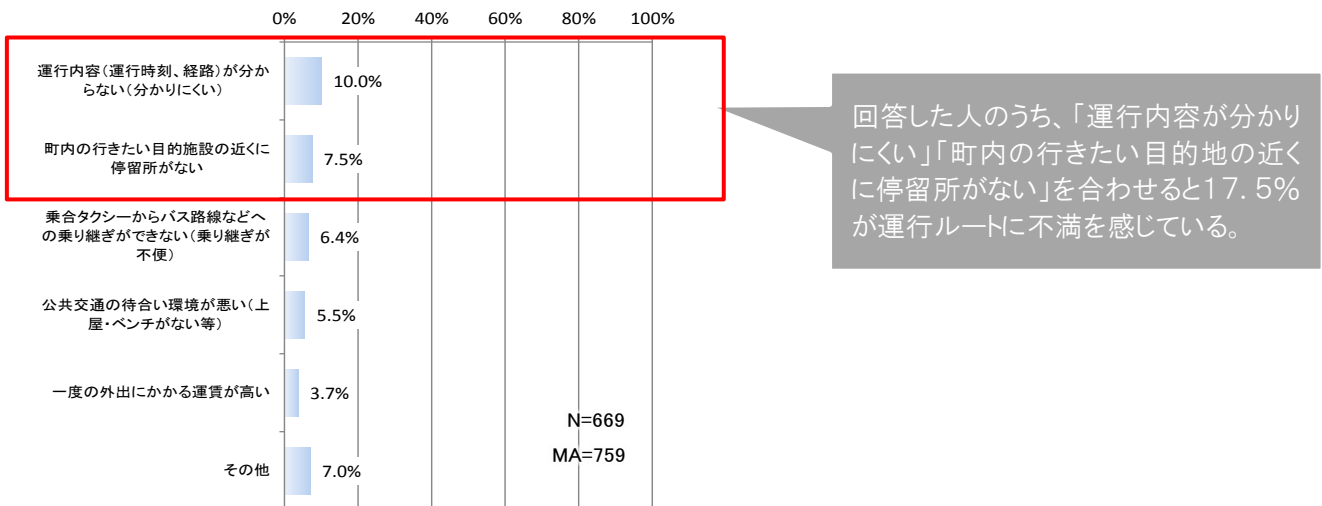 0% 20% 40% 60% 80% 100%
運行内容（運行時刻、経路）が分か
らない（分かりにくい）
10.0%
町内の行きたい目的施設の近くに
停留所がない
7.5%
乗合タクシーからバス路線などへ
の乗り継ぎができない（乗り継ぎが
不便）
6.4%
公共交通の待合い環境が悪い（上
屋・ベンチがない等）
5.5%
一度の外出にかかる運賃が高い
3.7%
その他
7.0%
N=669
MA=759
回答した人のうち、「運行内容が分かり
にくい」「町内の行きたい目的地の近く
に停留所がない」を合わせると１７．５％
が運行ルートに不満を感じている。